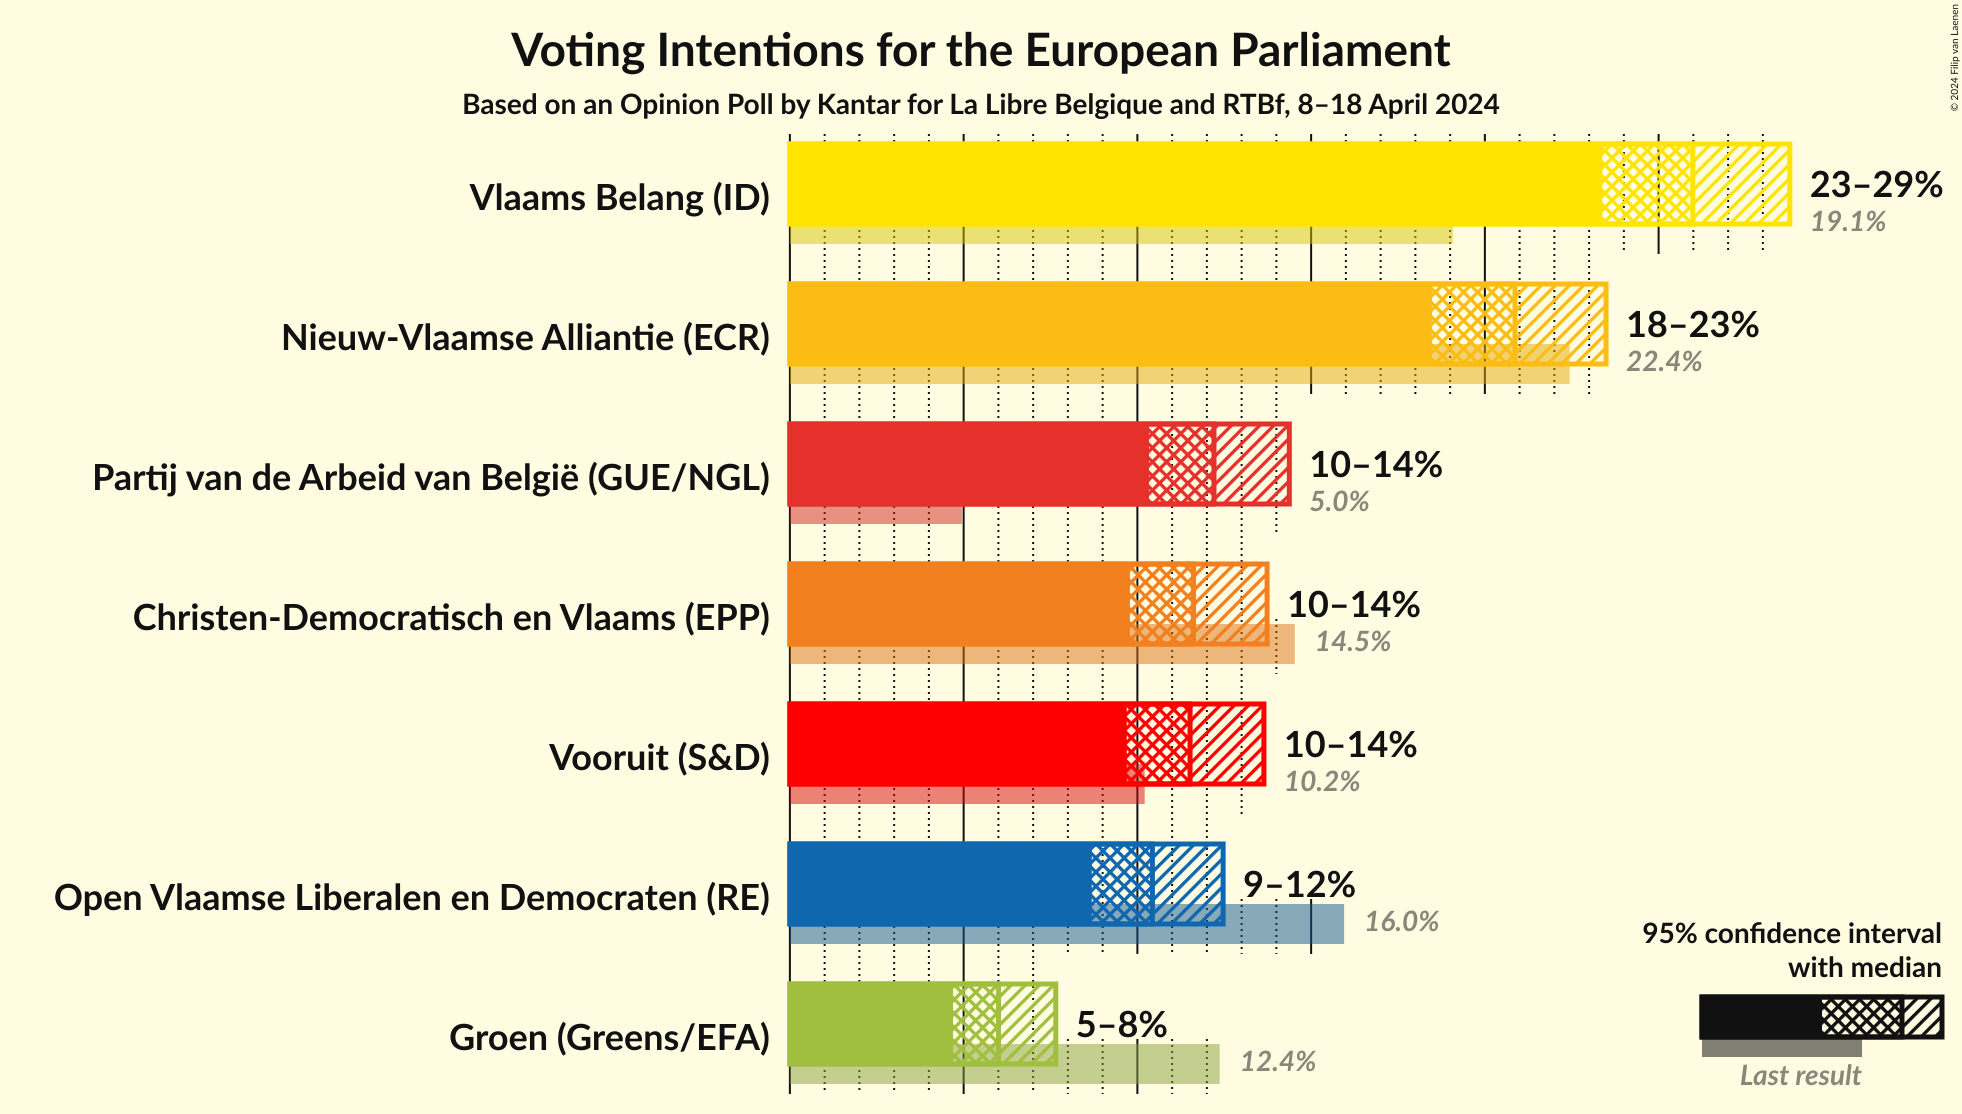 Voting Intentions for the European Parliament
Based on an Opinion Poll by Kantar for La Libre Belgique and RTBf, 8–18 April 2024
© 2024 Filip van Laenen
Vlaams Belang (ID)
23–29%
19.1%
Nieuw-Vlaamse Alliantie (ECR)
18–23%
22.4%
Partij van de Arbeid van België (GUE/NGL)
10–14%
5.0%
Christen-Democratisch en Vlaams (EPP)
10–14%
14.5%
Vooruit (S&D)
10–14%
10.2%
Open Vlaamse Liberalen en Democraten (RE)
9–12%
16.0%
Groen (Greens/EFA)
5–8%
12.4%
95% confidence interval
with median
Last result